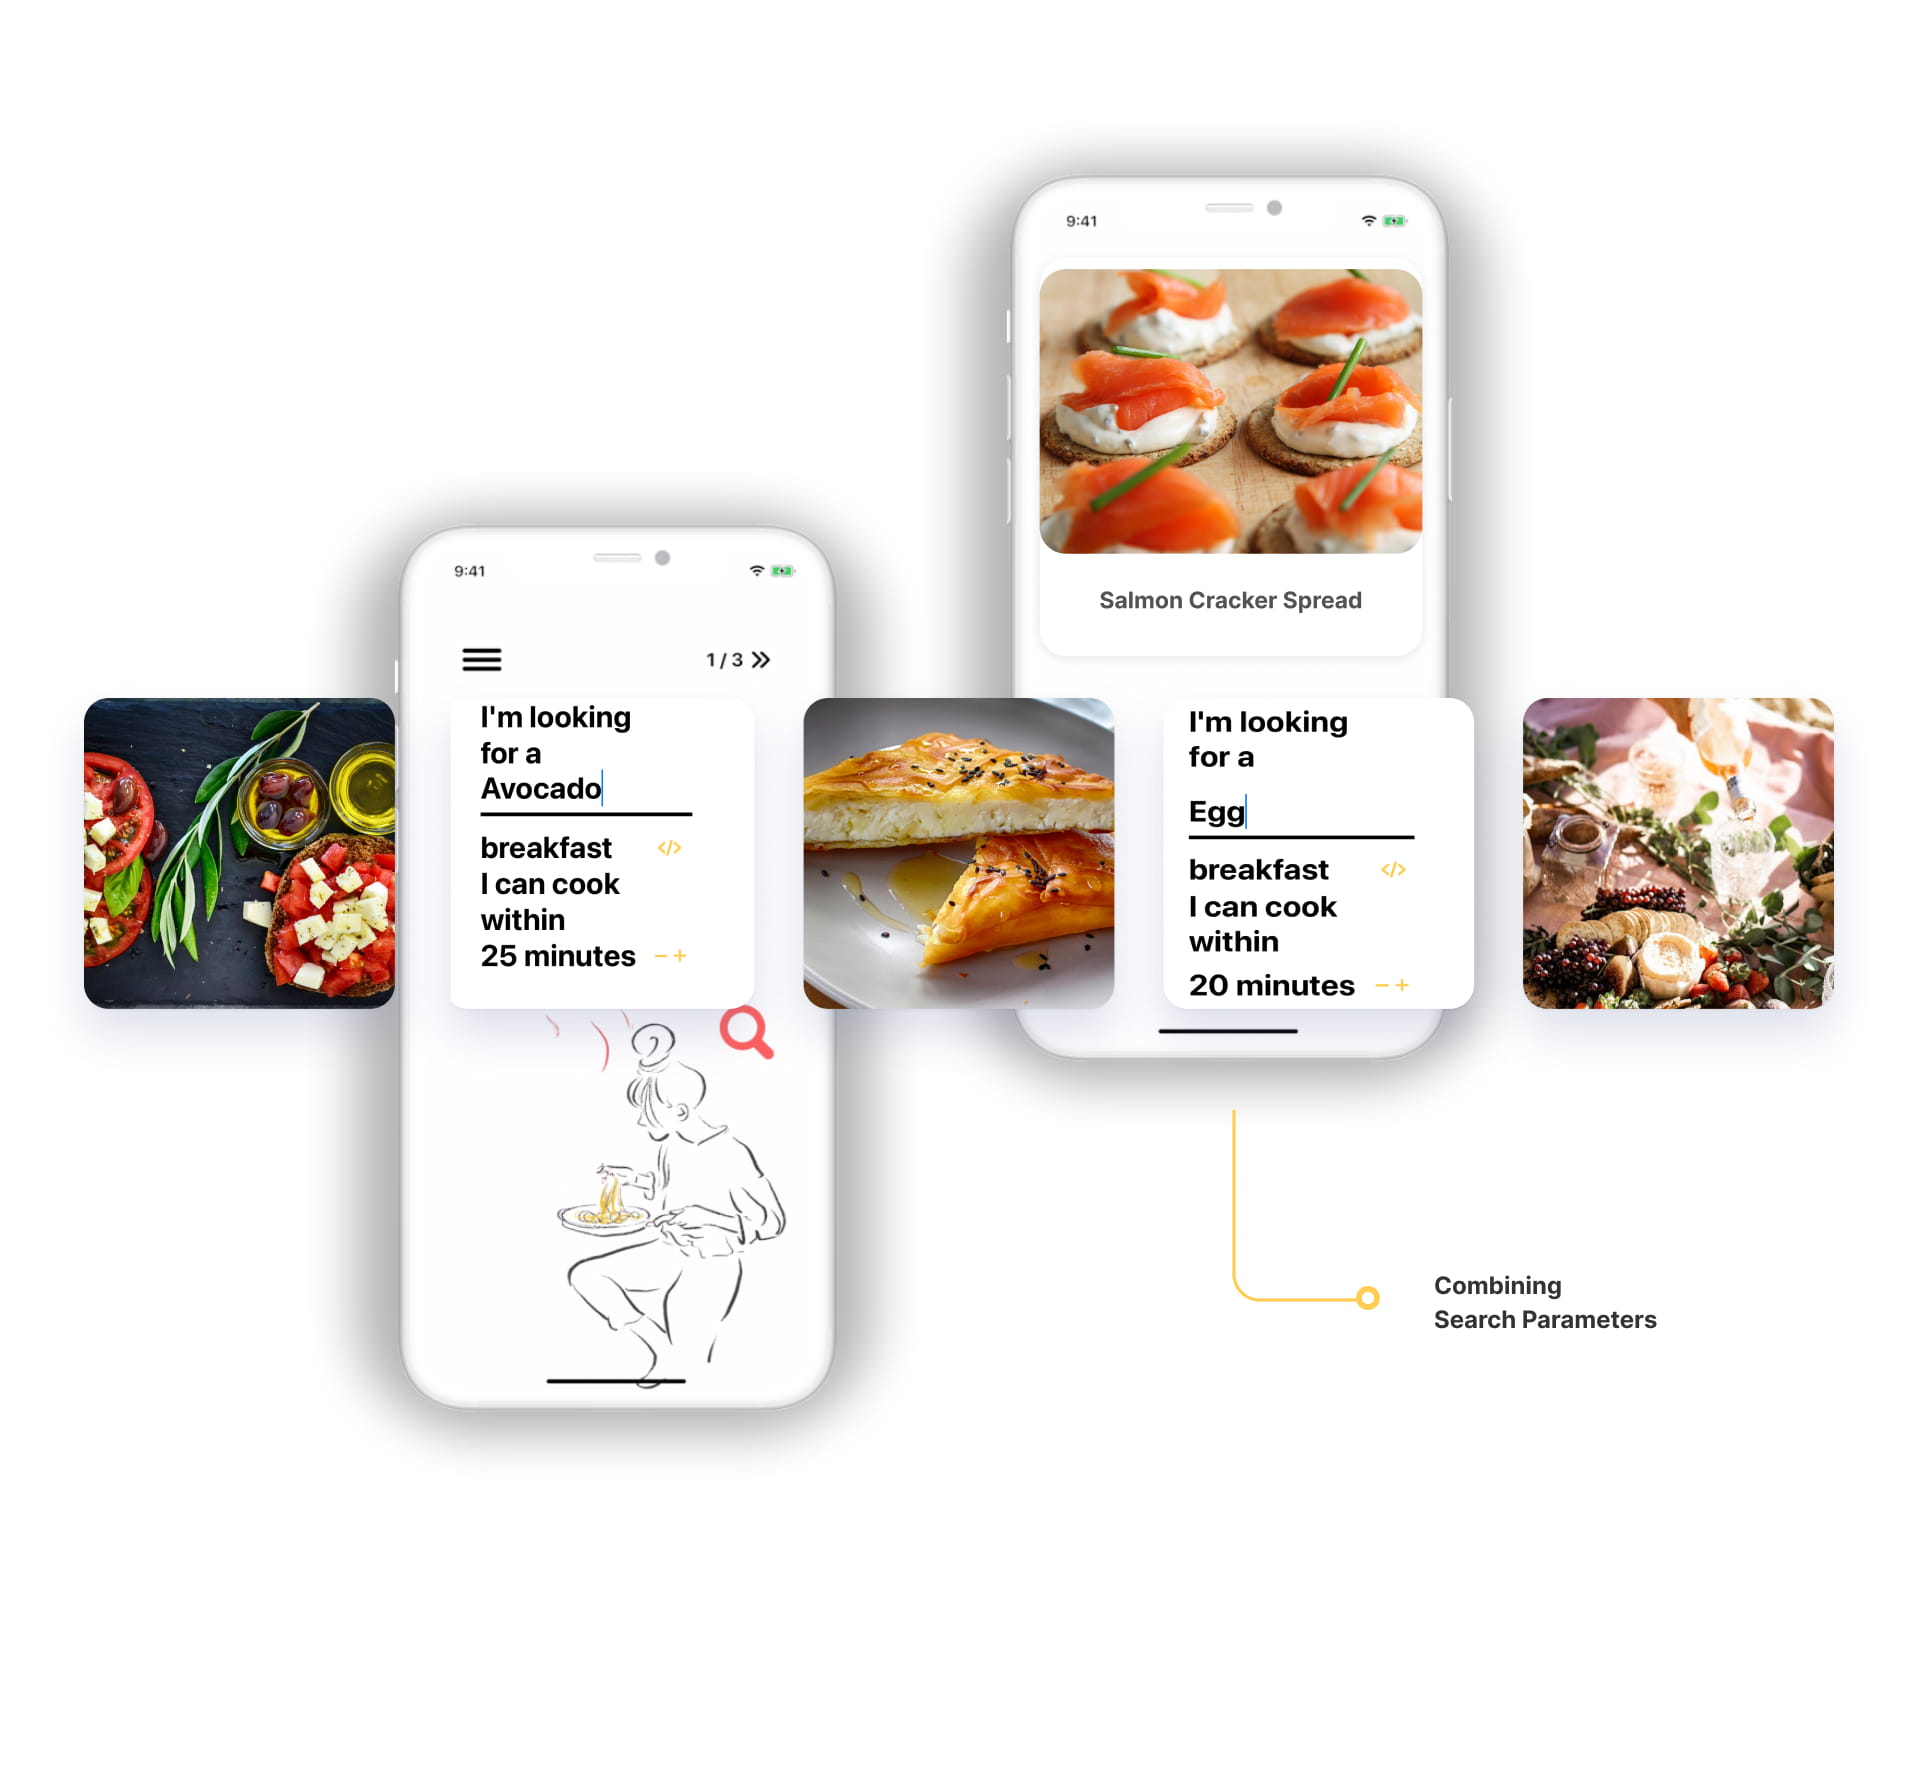 9:41
Salmon Cracker Spread
9:41
1 / 3
I'm looking
for a
Avocado
breakfast
I can cook
within
25 minutes
I'm looking
for a
Egg
breakfast
I can cook
within
20 minutes
Combining
Search Parameters